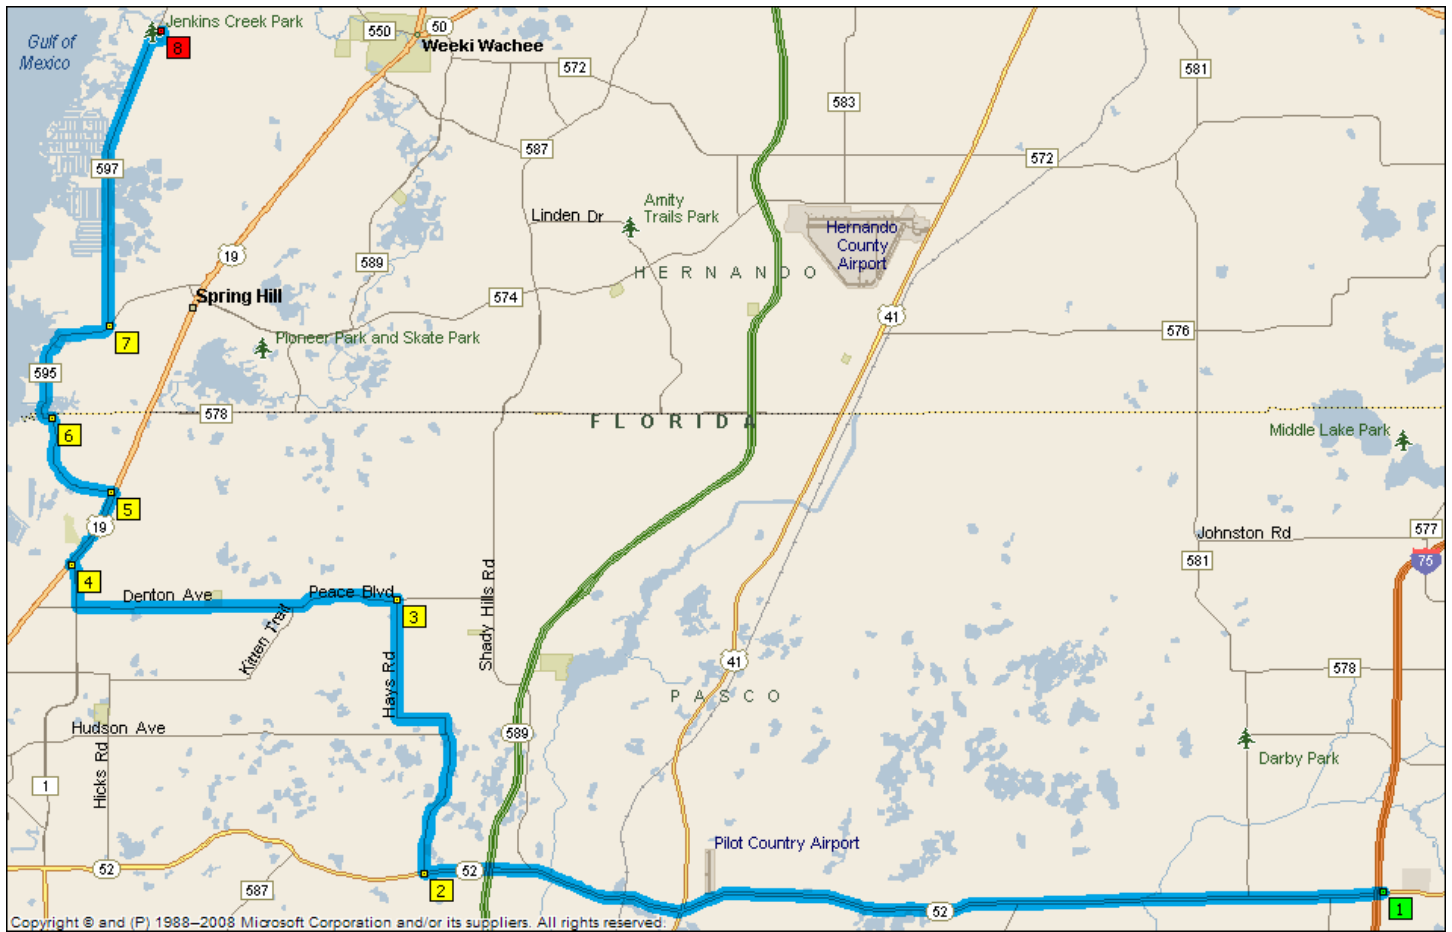 Jenkins Creek Park
8
Gulf of
Mexico
550
50
Weeki Wachee
572
581
583
597
587
572
Amity
Trails Park
Linden Dr
Hernando
County
Airport
19
589
HERNANDO
Spring Hill
574
41
7
Pioneer Park and Skate Park
576
595
578
FLORIDA
6
Middle Lake Park
5
19
Johnston Rd
577
75
581
4
Denton Ave
Peace Blvd
3
Kitten Trail
Shady Hills Rd
41
578
Hays Rd
PASCO
Hudson Ave
589
Darby Park
Hicks Rd
1
Pilot Country Airport
52
52
2
587
52
1
Copyright © and (P) 1988–2008 Microsoft Corporation and/or its suppliers. All rights reserved.